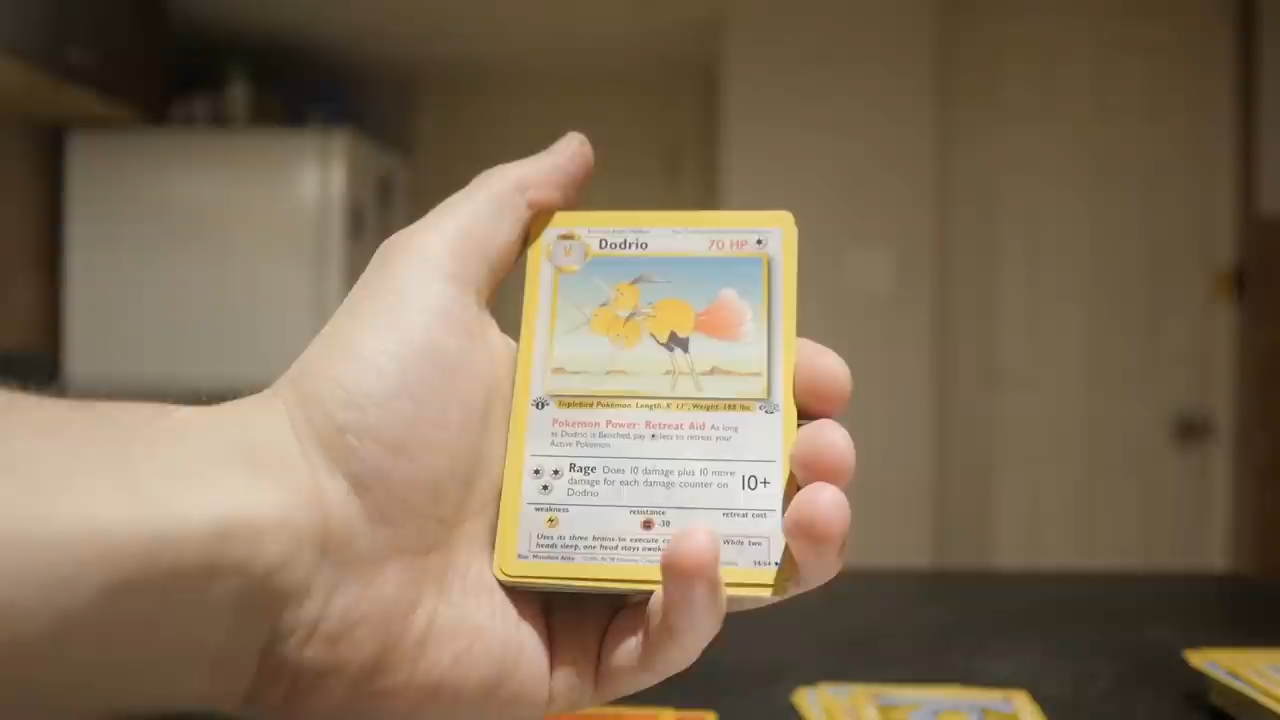 Dodrio 70 HP
Triplebird Pokémon. Length: 5' 11", Weight: 188 lbs.
Pokémon Power: Retreat Aid As long
as Dodrio is Benched, pay less to retreat your
Active Pokémon.
Rage Does 10 damage plus 10 more
damage for each damage counter on
Dodrio
10+
weakness resistance retreat cost
-30
Uses its three brains to execute While two
heads sleep, one head stays awake
34/64